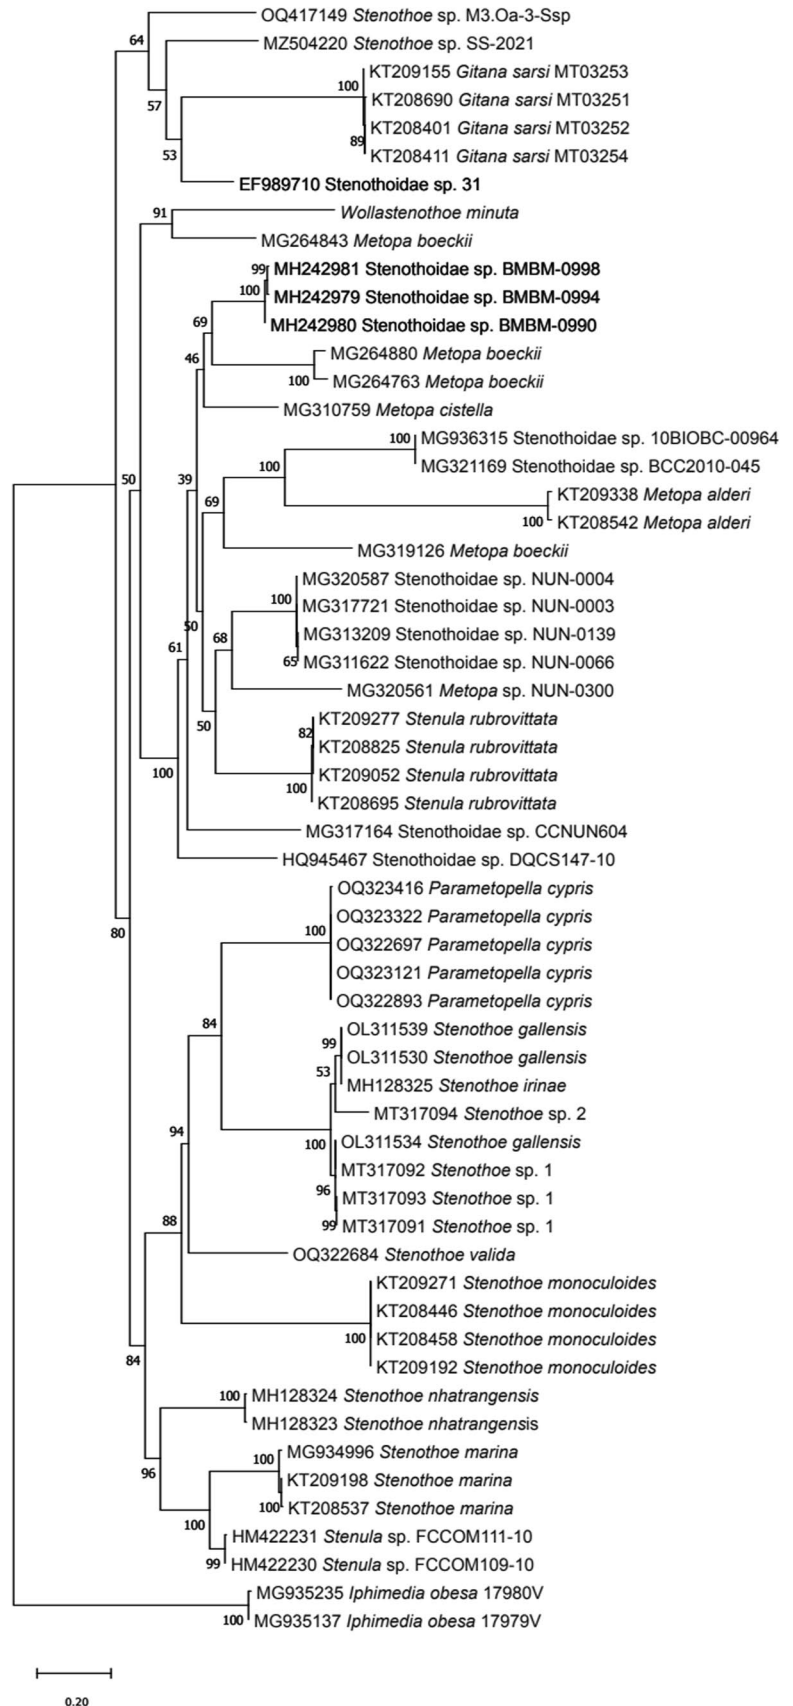 OQ417149 Stenothoe sp. M3.Oa-3-Ssp
64
MZ504220 Stenothoe sp. SS-2021
KT209155 Gitana sarsi MT03253
100
KT208690 Gitana sarsi MT03251
57
KT208401 Gitana sarsi MT03252
89
KT208411 Gitana sarsi MT03254
53
EF989710 Stenothoidae sp. 31
91
Wollastenothoe minuta
MG264843 Metopa boeckii
99
MH242981 Stenothoidae sp. BMBM-0998
100
MH242979 Stenothoidae sp. BMBM-0994
69
MH242980 Stenothoidae sp. BMBM-0990
46
MG264880 Metopa boeckii
100
MG264763 Metopa boeckii
MG310759 Metopa cistella
100
MG936315 Stenothoidae sp. 10BIOBC-00964
100
MG321169 Stenothoidae sp. BCC2010-045
50
39
KT209338 Metopa alderi
69
100
KT208542 Metopa alderi
MG319126 Metopa boeckii
MG320587 Stenothoidae sp. NUN-0004
100
MG317721 Stenothoidae sp. NUN-0003
50
68
MG313209 Stenothoidae sp. NUN-0139
61
65
MG311622 Stenothoidae sp. NUN-0066
MG320561 Metopa sp. NUN-0300
50
KT209277 Stenula rubrovittata
82
KT208825 Stenula rubrovittata
100
KT209052 Stenula rubrovittata
100
KT208695 Stenula rubrovittata
MG317164 Stenothoidae sp. CCNUN604
HQ945467 Stenothoidae sp. DQCS147-10
OQ323416 Parametopella cypris
80
100
OQ323322 Parametopella cypris
OQ322697 Parametopella cypris
OQ323121 Parametopella cypris
OQ322893 Parametopella cypris
84
OL311539 Stenothoe gallensis
99
OL311530 Stenothoe gallensis
53
MH128325 Stenothoe irinae
MT317094 Stenothoe sp. 2
94
100
OL311534 Stenothoe gallensis
MT317092 Stenothoe sp. 1
96
MT317093 Stenothoe sp. 1
88
99
MT317091 Stenothoe sp. 1
OQ322684 Stenothoe valida
KT209271 Stenothoe monoculoides
KT208446 Stenothoe monoculoides
100
KT208458 Stenothoe monoculoides
84
KT209192 Stenothoe monoculoides
100
MH128324 Stenothoe nhatrangensis
MH128323 Stenothoe nhatrangensis
100
MG934996 Stenothoe marina
96
KT209198 Stenothoe marina
100
KT208537 Stenothoe marina
100
HM422231 Stenula sp. FCCOM111-10
99
HM422230 Stenula sp. FCCOM109-10
MG935235 Iphimedia obesa 17980V
100
MG935137 Iphimedia obesa 17979V
0.20